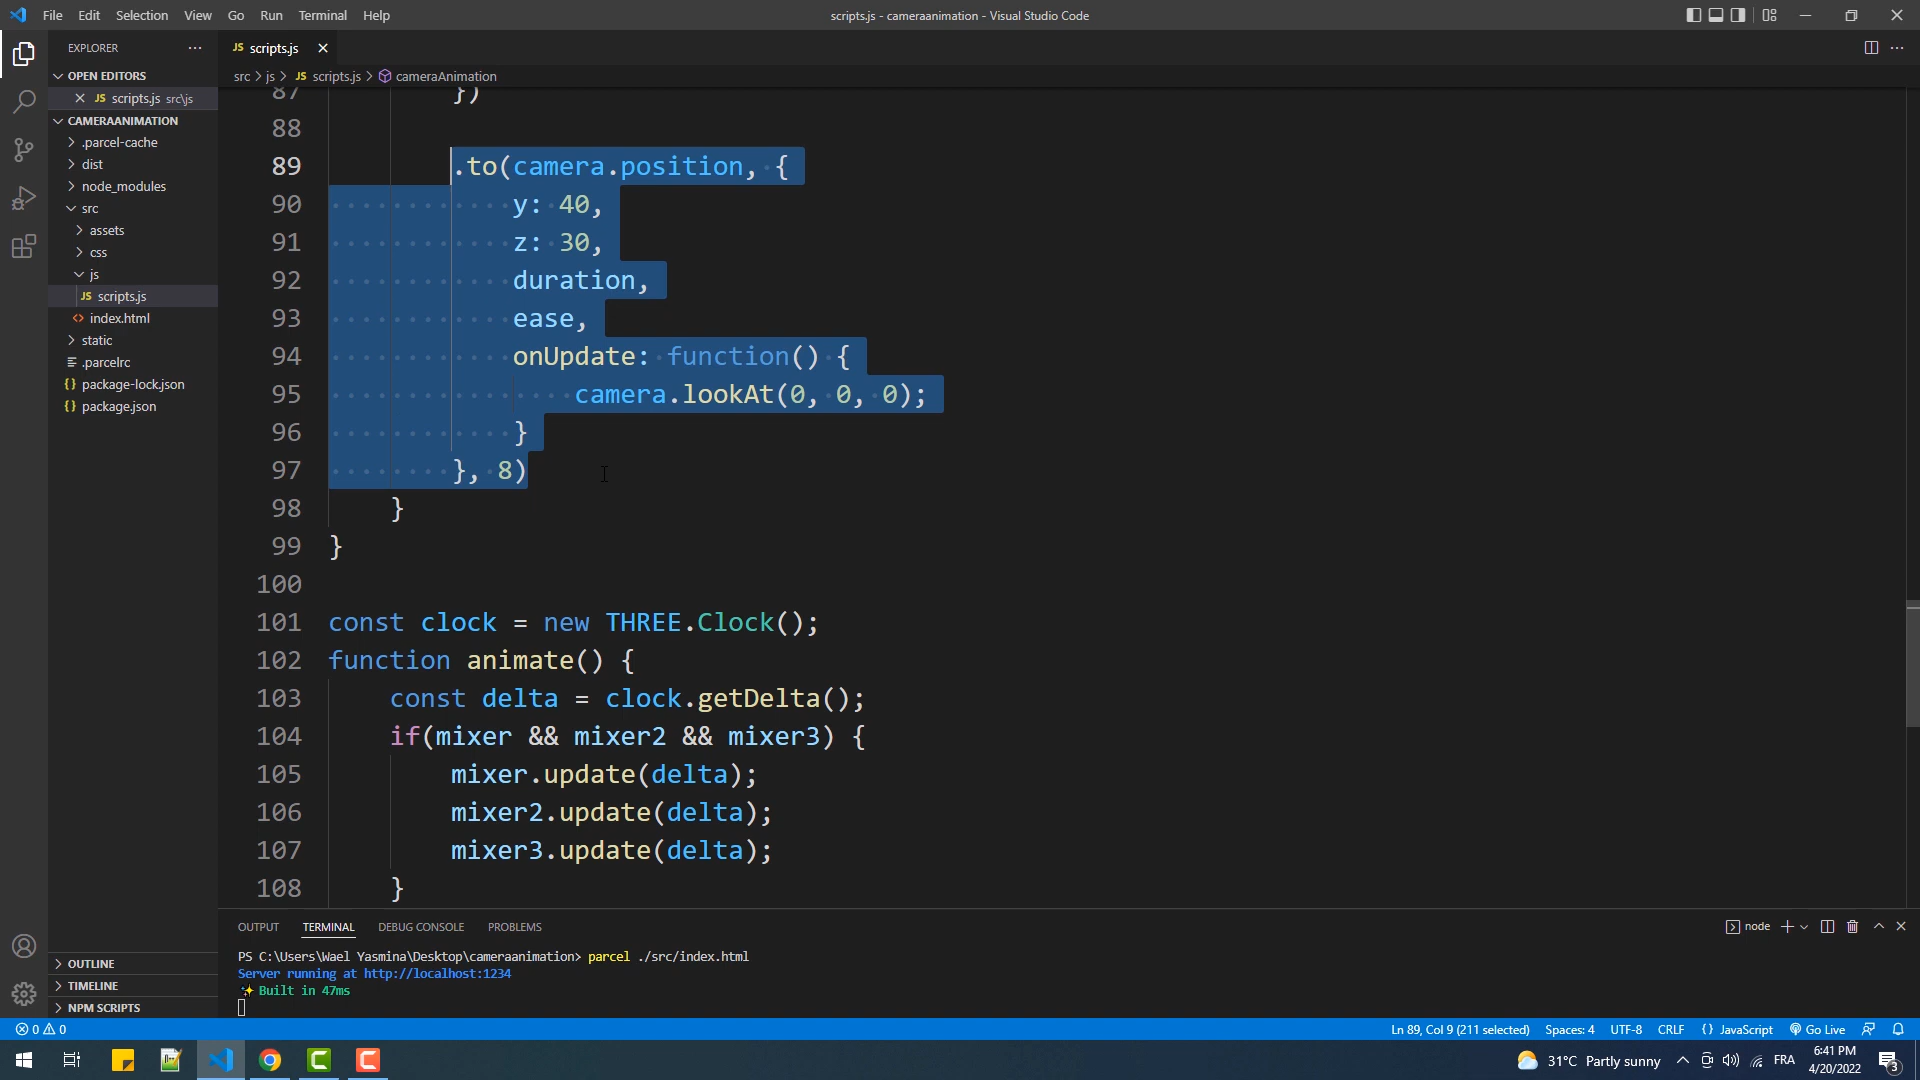 File Edit Selection View Go Run Terminal Help
scripts.js - cameraanimation - Visual Studio Code
EXPLORER
OPEN EDITORS
JS scripts.js src\js
CAMERAANIMATION
.parcel-cache
dist
node_modules
src
assets
css
js
JS scripts.js
index.html
static
.parcelrc
package-lock.json
package.json
OUTLINE
TIMELINE
NPM SCRIPTS
JS scripts.js
src > js > JS scripts.js > cameraAnimation
87 })
88
89 .to(camera.position, {
90 y: 40,
91 z: 30,
92 duration,
93 ease,
94 onUpdate: function() {
95 camera.lookAt(0, 0, 0);
96 }
97 }, 8)
98 }
99 }
100
101 const clock = new THREE.Clock();
102 function animate() {
103 const delta = clock.getDelta();
104 if(mixer && mixer2 && mixer3) {
105 mixer.update(delta);
106 mixer2.update(delta);
107 mixer3.update(delta);
108 }
OUTPUT TERMINAL DEBUG CONSOLE PROBLEMS
node
PS C:\Users\Wael Yasmina\Desktop\cameraanimation> parcel ./src/index.html
Server running at http://localhost:1234
Built in 47ms
0 0
Ln 89, Col 9 (211 selected) Spaces: 4 UTF-8 CRLF {} JavaScript Go Live
31°C Partly sunny FRA
6:41 PM
4/20/2022
3